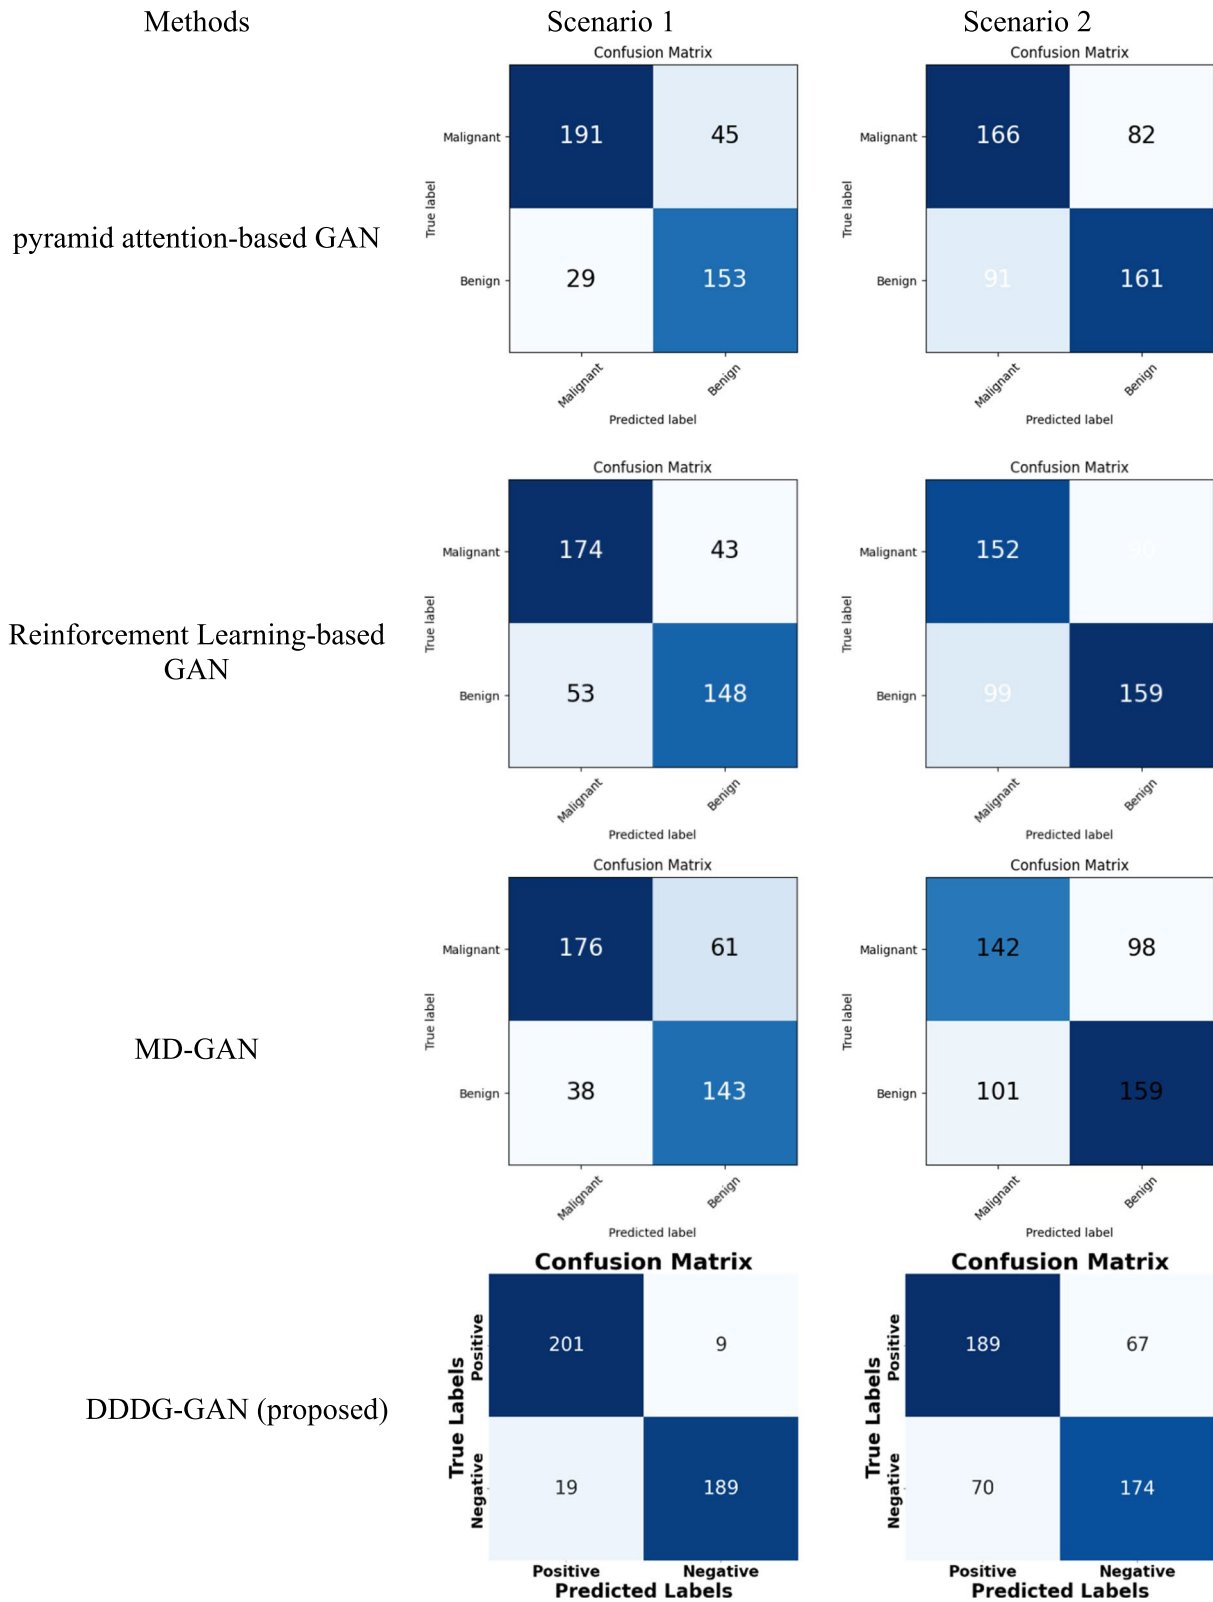 Methods
Scenario 1
Scenario 2
pyramid attention-based GAN
Confusion Matrix
True label
Malignant
191
45
Benign
29
153
Malignant
Benign
Predicted label
Confusion Matrix
True label
Malignant
166
82
Benign
91
161
Malignant
Benign
Predicted label
Reinforcement Learning-based
GAN
Confusion Matrix
True label
Malignant
174
43
Benign
53
148
Malignant
Benign
Predicted label
Confusion Matrix
True label
Malignant
152
90
Benign
99
159
Malignant
Benign
Predicted label
MD-GAN
Confusion Matrix
True label
Malignant
176
61
Benign
38
143
Malignant
Benign
Predicted label
Confusion Matrix
True label
Malignant
142
98
Benign
101
159
Malignant
Benign
Predicted label
DDDG-GAN (proposed)
Confusion Matrix
True Labels
Positive
201
9
Negative
19
189
Positive
Negative
Predicted Labels
Confusion Matrix
True Labels
Positive
189
67
Negative
70
174
Positive
Negative
Predicted Labels